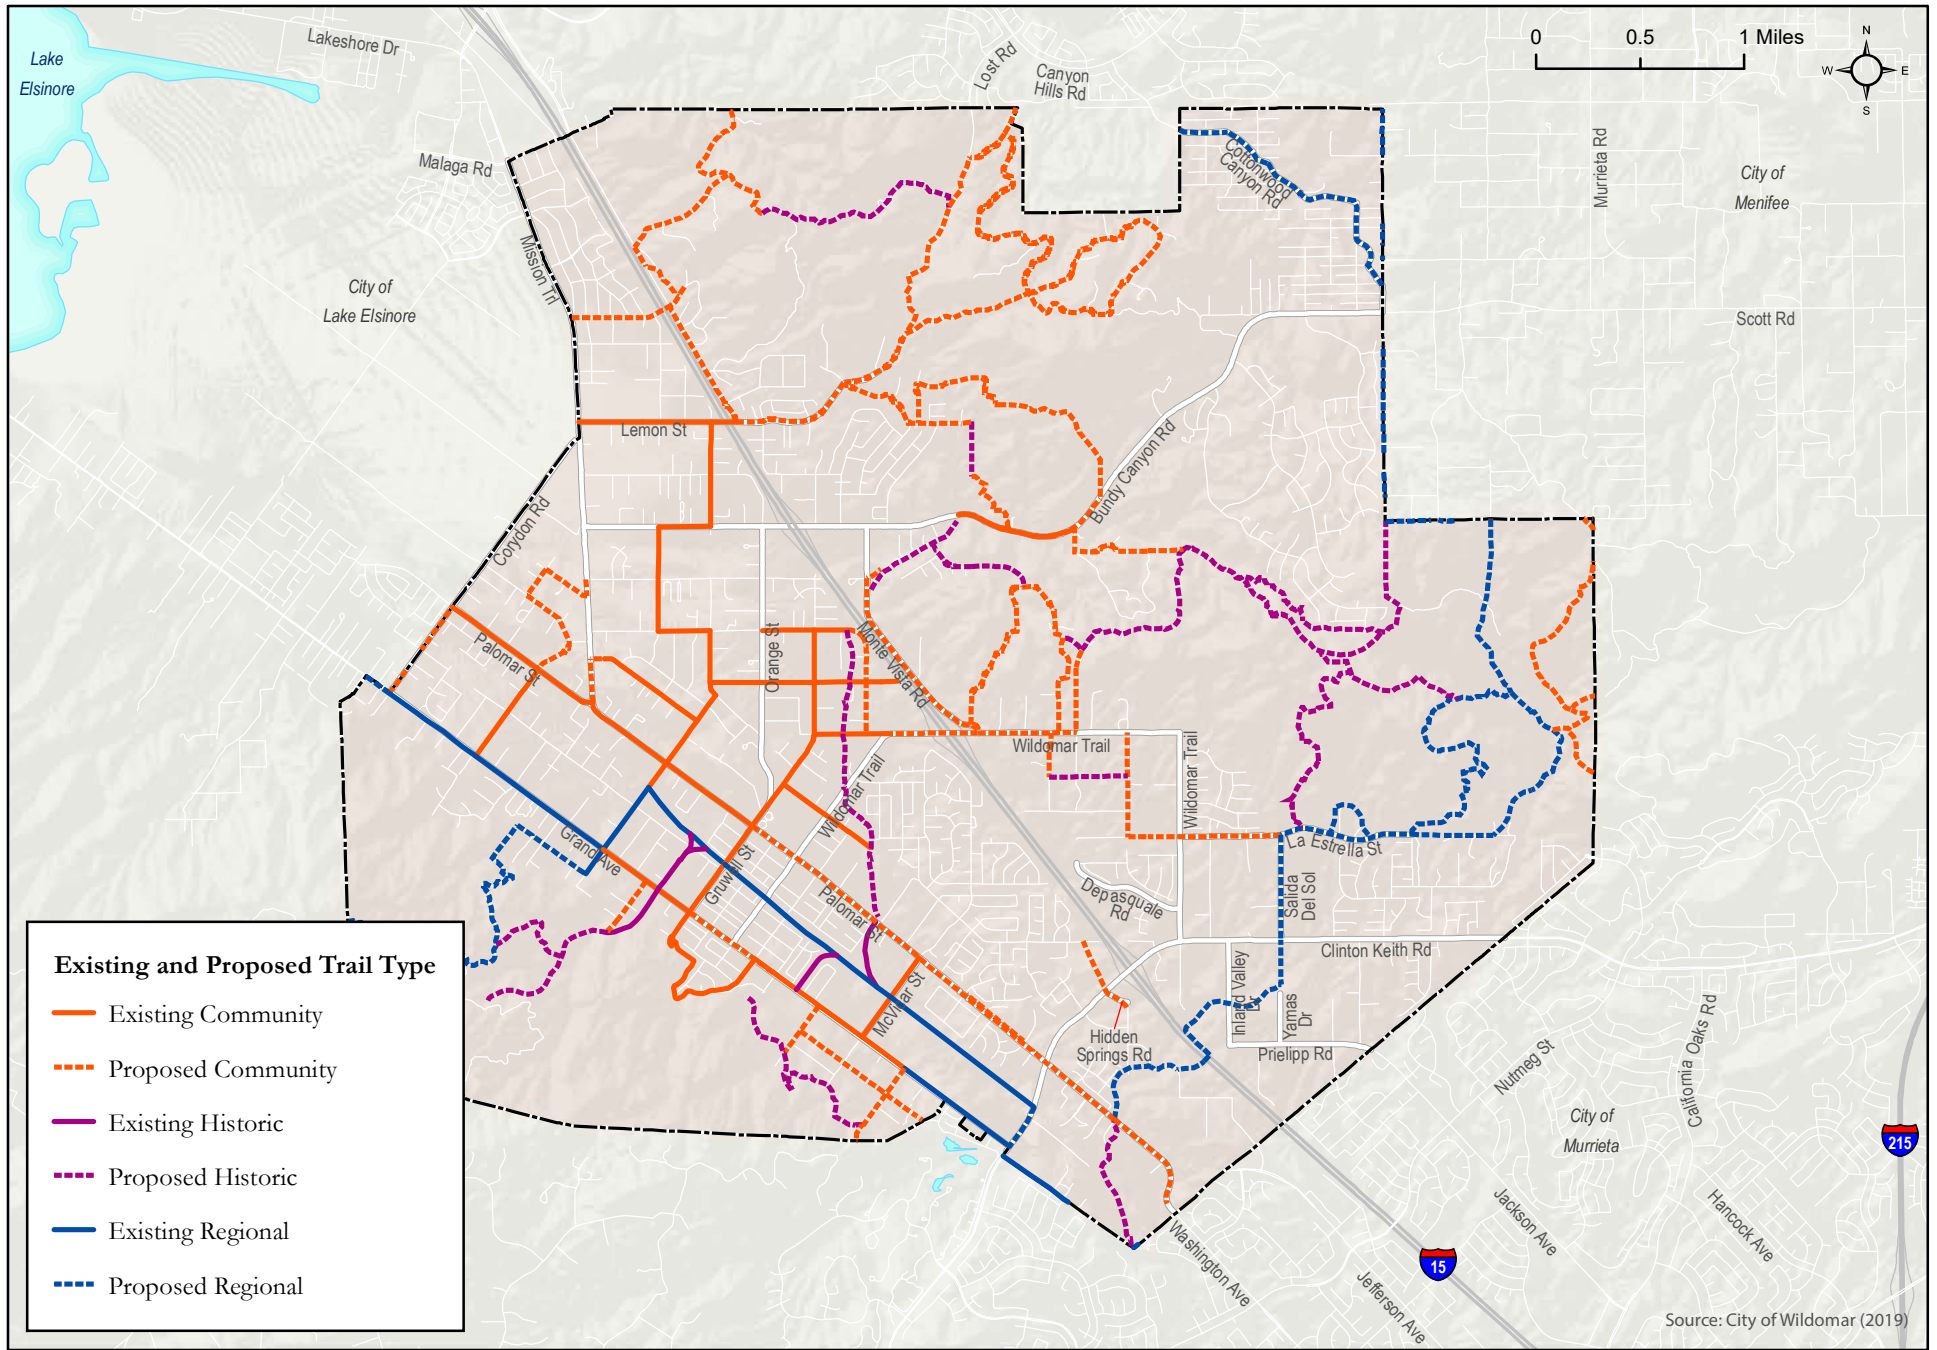 Lake
Elsinore
Lakeshore Dr
Lost Rd
Canyon
Hills Rd
0 0.5 1 Miles
N
W E
S
Malaga Rd
Cottonwood
Canyon Rd
Murrieta Rd
City of
Menifee
Mission Trl
City of
Lake Elsinore
Scott Rd
Lemon St
Bundy Canyon Rd
Corydon Rd
Palomar St
Orange St
Monte Vista Rd
Wildomar Trail
Wildomar Trail
Wildomar Trail
Grand Ave
La Estrella St
Gruwell St
Palomar St
Depasquale
Rd
Salida
Del Sol
Clinton Keith Rd
McVicar St
Inland Valley
Dr
Yamas
Dr
Hidden
Springs Rd
Prielipp Rd
Nutmeg St
California Oaks Rd
City of
Murrieta
215
Jackson Ave
Hancock Ave
Washington Ave
15
Jefferson Ave
Existing and Proposed Trail Type
Existing Community
Proposed Community
Existing Historic
Proposed Historic
Existing Regional
Proposed Regional
Source: City of Wildomar (2019)